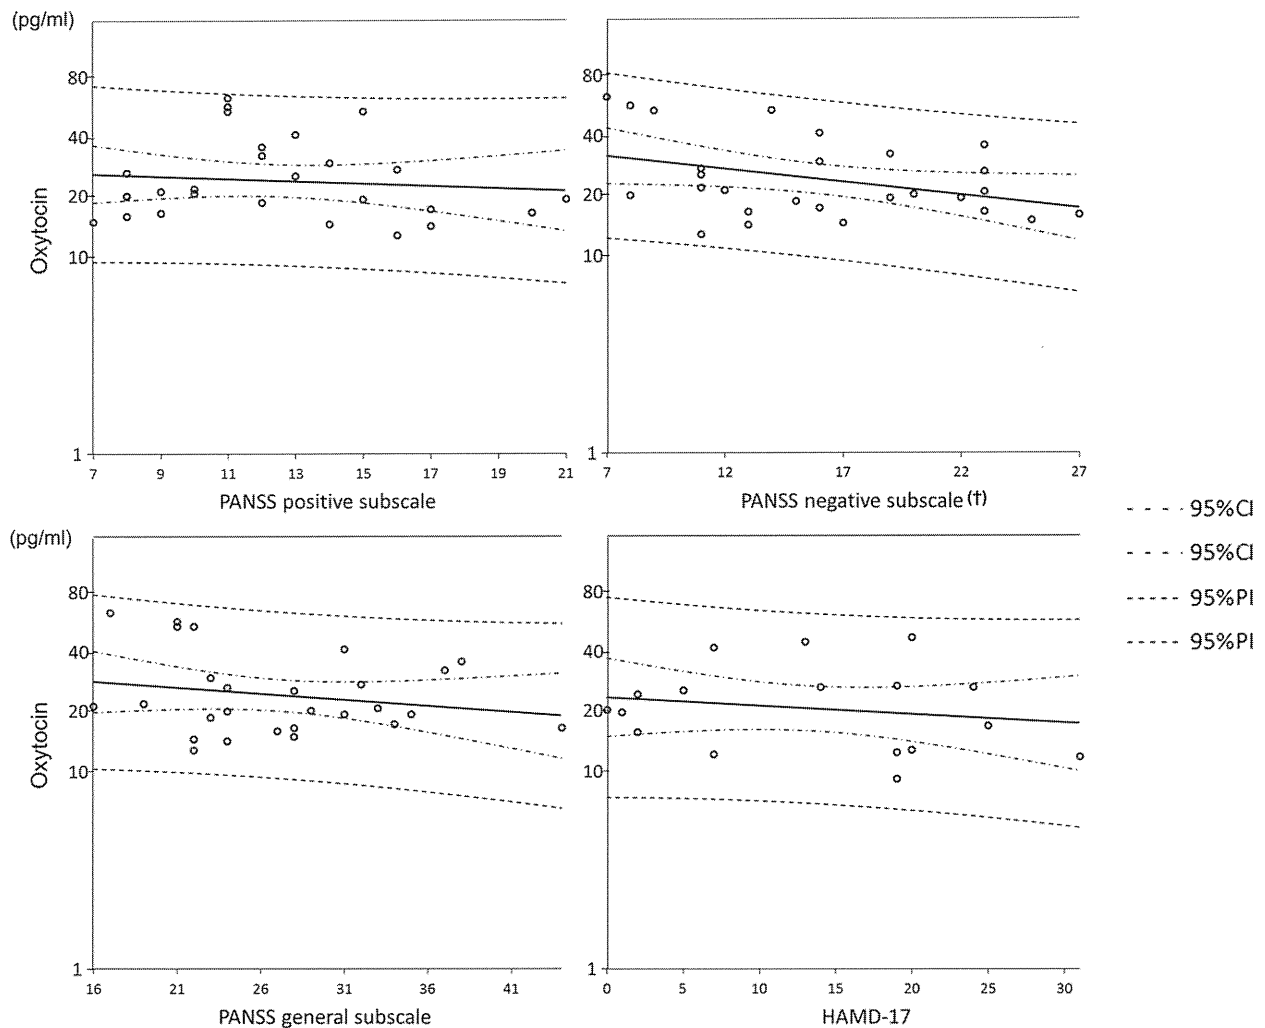 (pg/ml)
80
40
20
10
1
Oxytocin
7 9 11 13 15 17 19 21
PANSS positive subscale
80
40
20
10
1
7 12 17 22 27
PANSS negative subscale(†)
95%CI
95%CI
95%PI
95%PI
(pg/ml)
80
40
20
10
1
Oxytocin
16 21 26 31 36 41
PANSS general subscale
80
40
20
10
1
0 5 10 15 20 25 30
HAMD-17